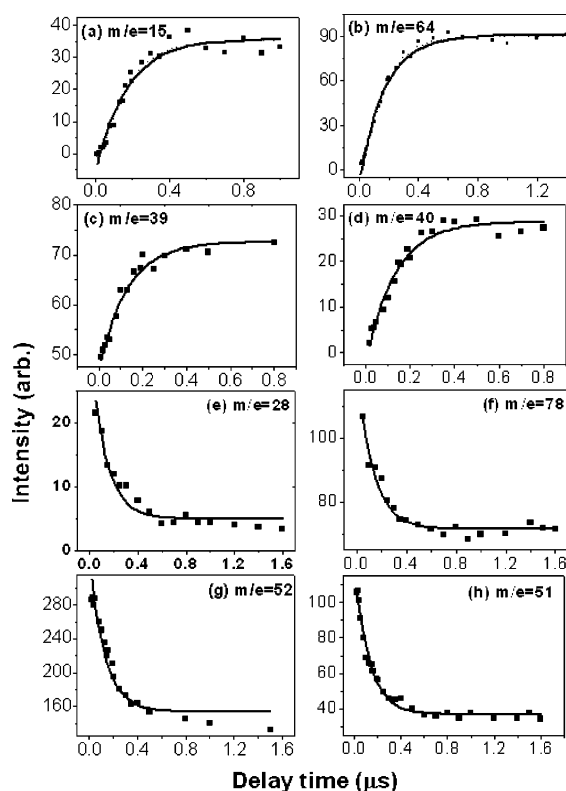 (a) m/e=15
40
30
20
10
0
0.0 0.4 0.8
(b) m/e=64
90
60
30
0
0.0 0.4 0.8 1.2
(c) m/e=39
70
60
50
0.0 0.2 0.4 0.6 0.8
(d) m/e=40
30
20
10
0
0.0 0.2 0.4 0.6 0.8
(e) m/e=28
20
10
5
0
0.0 0.4 0.8 1.2 1.6
(f) m/e=78
100
80
0.0 0.4 0.8 1.2 1.6
(g) m/e=52
280
240
200
160
0.0 0.4 0.8 1.2 1.6
(h) m/e=51
100
80
60
40
0.0 0.4 0.8 1.2 1.6
Intensity (arb.)
Delay time (μs)